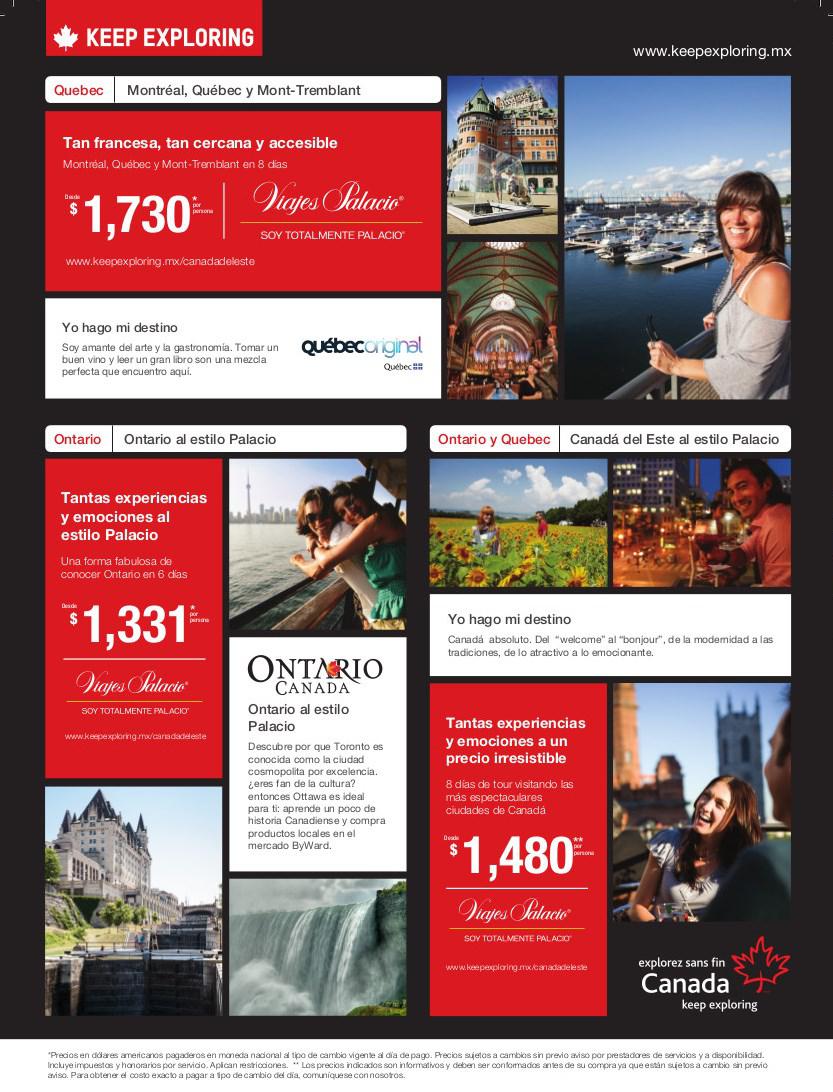 KEEP EXPLORING
www.keepexploring.mx
Quebec Montréal, Québec y Mont-Tremblant
Tan francesa, tan cercana y accesible
Montréal, Québec y Mont-Tremblant en 8 días
Desde
$ 1,730*
por
persona
Viajes Palacio®
SOY TOTALMENTE PALACIO®
www.keepexploring.mx/canadadeleste
Yo hago mi destino
Soy amante del arte y la gastronomía. Tomar un
buen vino y leer un gran libro son una mezcla
perfecta que encuentro aquí.
québecoriginal
Québec
Ontario Ontario al estilo Palacio
Tantas experiencias
y emociones al
estilo Palacio
Una forma fabulosa de
conocer Ontario en 6 días
Desde
$ 1,331*
por
persona
Viajes Palacio®
SOY TOTALMENTE PALACIO®
www.keepexploring.mx/canadadeleste
ONTARIO
CANADA
Ontario al estilo
Palacio
Descubre por que Toronto es
conocida como la ciudad
cosmopolita por excelencia.
¿eres fan de la cultura?
entonces Ottawa es ideal
para ti: aprende un poco de
historia Canadiense y compra
productos locales en el
mercado ByWard.
Ontario y Quebec Canadá del Este al estilo Palacio
Yo hago mi destino
Canadá absoluto. Del “welcome” al “bonjour”, de la modernidad a las
tradiciones, de lo atractivo a lo emocionante.
Tantas experiencias
y emociones a un
precio irresistible
8 días de tour visitando las
más espectaculares
ciudades de Canadá
Desde
$ 1,480**
por
persona
Viajes Palacio®
SOY TOTALMENTE PALACIO®
www.keepexploring.mx/canadadeleste
explorez sans fin
Canada
keep exploring
*Precios en dólares americanos pagaderos en moneda nacional al tipo de cambio vigente al día de pago. Precios sujetos a cambios sin previo aviso por prestadores de servicios y a disponibilidad.
Incluye impuestos y honorarios por servicio. Aplican restricciones. ** Los precios indicados son informativos y deben ser conformados antes de su compra ya que están sujetos a cambio sin previo
aviso. Para obtener el costo exacto a pagar a tipo de cambio del día, comuníquese con nosotros.